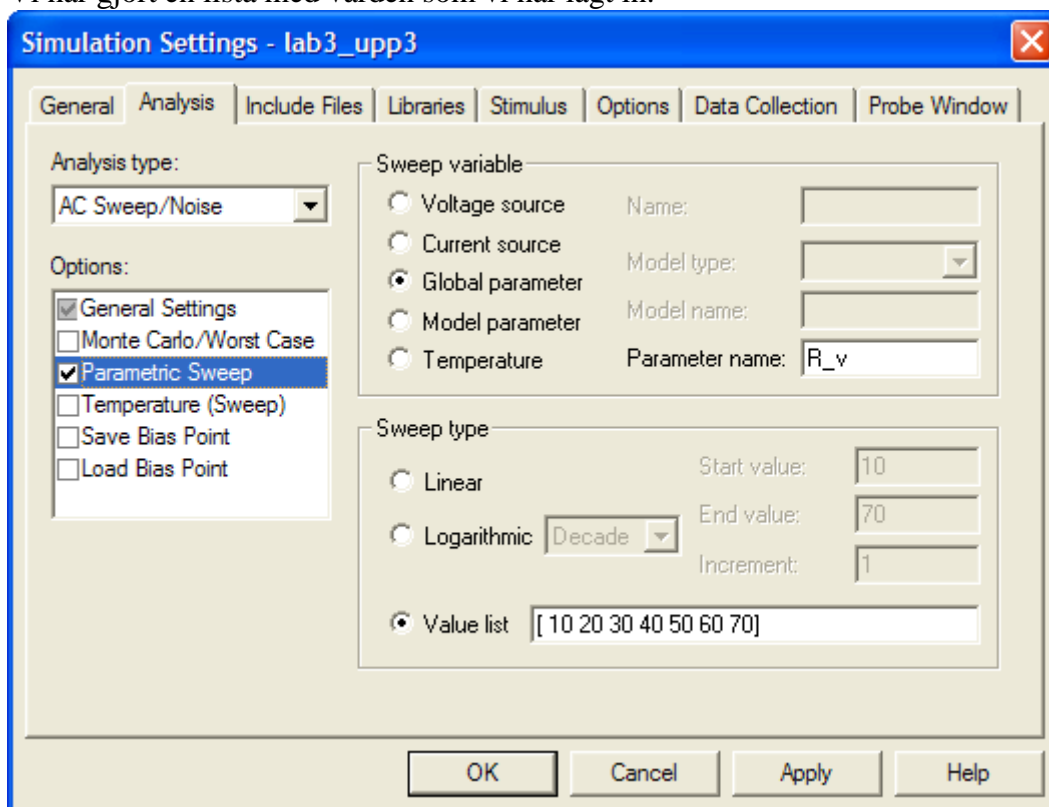 Vi har gjort en lista med värden som vi har lagt in.
Simulation Settings - lab3_upp3
General Analysis Include Files Libraries Stimulus Options Data Collection Probe Window
Analysis type:
AC Sweep/Noise
Options:
General Settings
Monte Carlo/Worst Case
Parametric Sweep
Temperature (Sweep)
Save Bias Point
Load Bias Point
Sweep variable
Voltage source
Current source
Global parameter
Model parameter
Temperature
Name:
Model type:
Model name:
Parameter name: R_v
Sweep type
Linear
Logarithmic Decade
Start value: 10
End value: 70
Increment: 1
Value list [ 10 20 30 40 50 60 70]
OK Cancel Apply Help